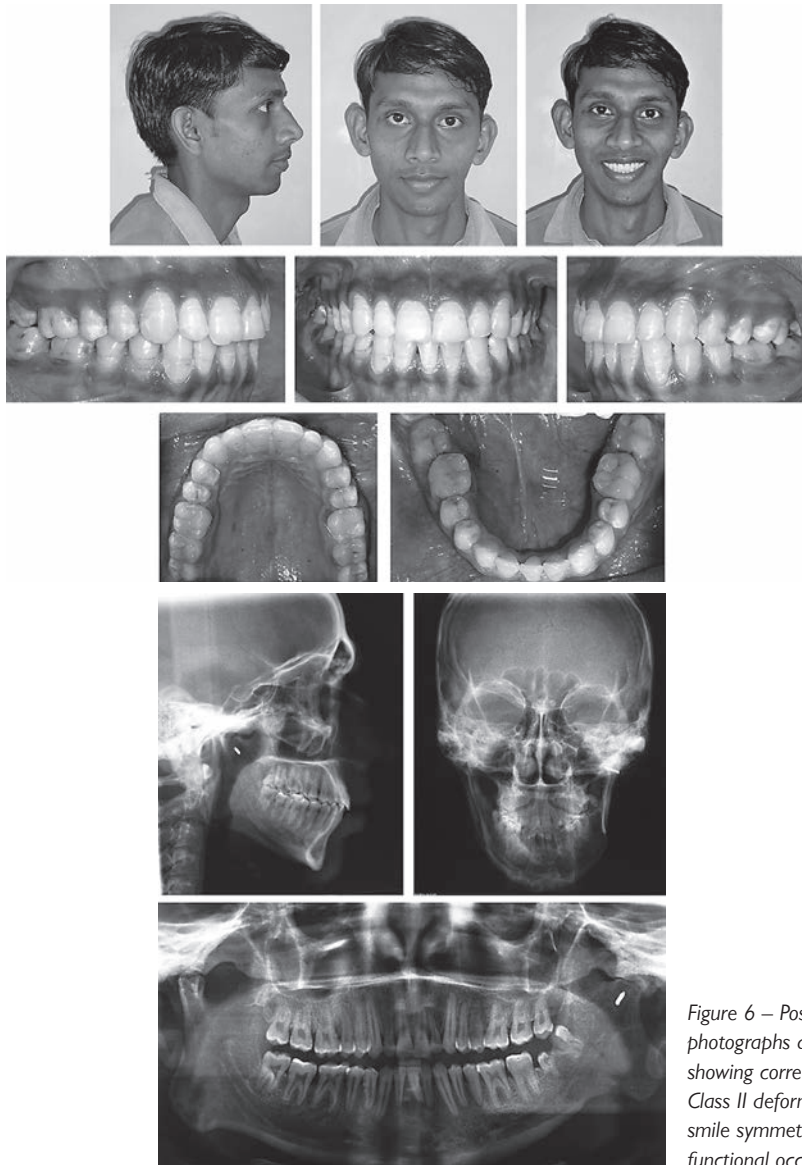 Figure 6 – Pos
photographs
showing corre
Class II deforn
smile symmet
functional occ